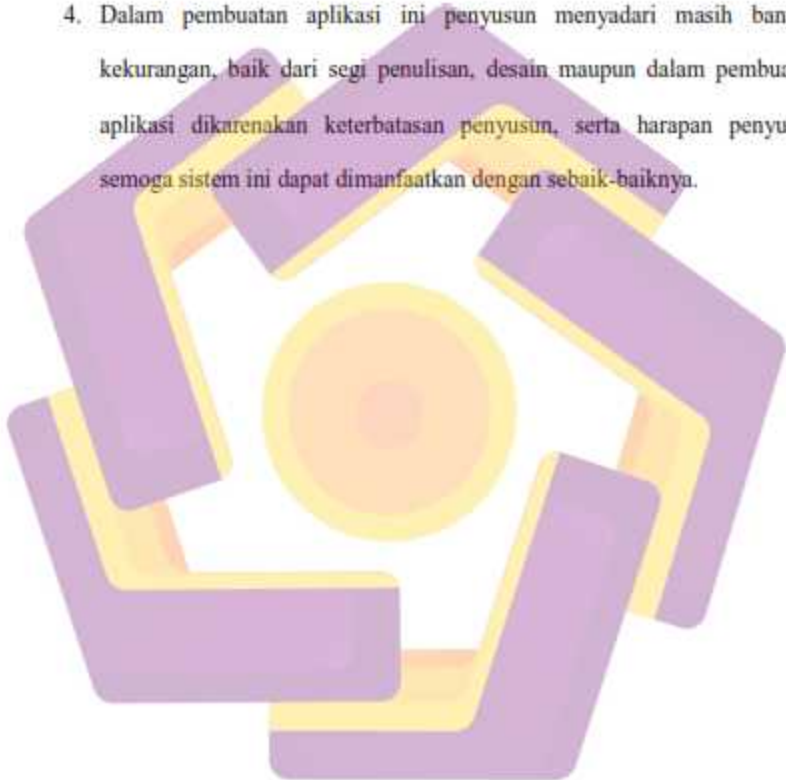 4. Dalam pembuatan aplikasi ini penyusun menyadari masih ban
kekurangan, baik dari segi penulisan, desain maupun dalam pembua
aplikasi dikarenakan keterbatasan penyusun, serta harapan penyu
semoga sistem ini dapat dimanfaatkan dengan sebaik-baiknya.